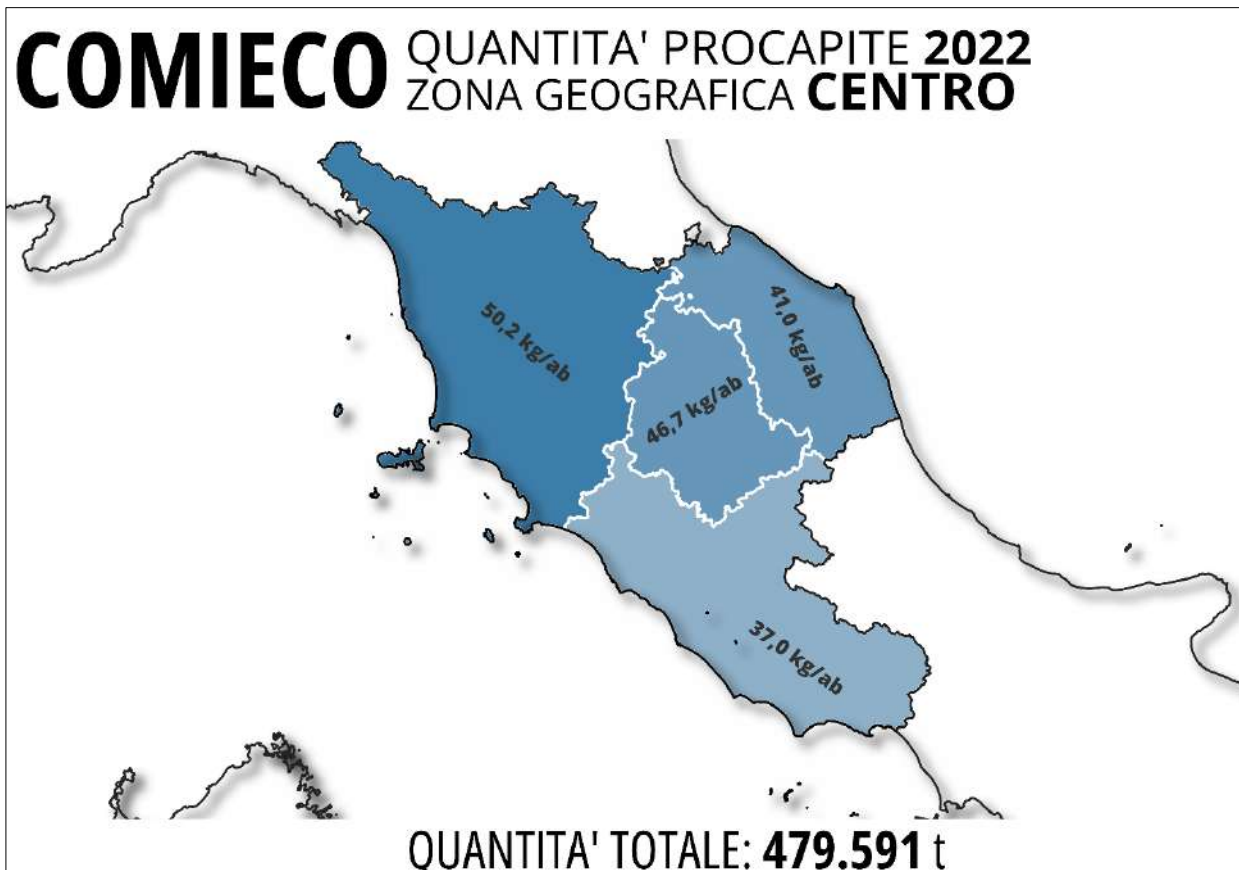 COMIECO QUANTITA' PROCAPITE 2022
ZONA GEOGRAFICA CENTRO
50,2 kg/ab
41,0 kg/ab
46,7 kg/ab
37,0 kg/ab
QUANTITA' TOTALE: 479.591 t